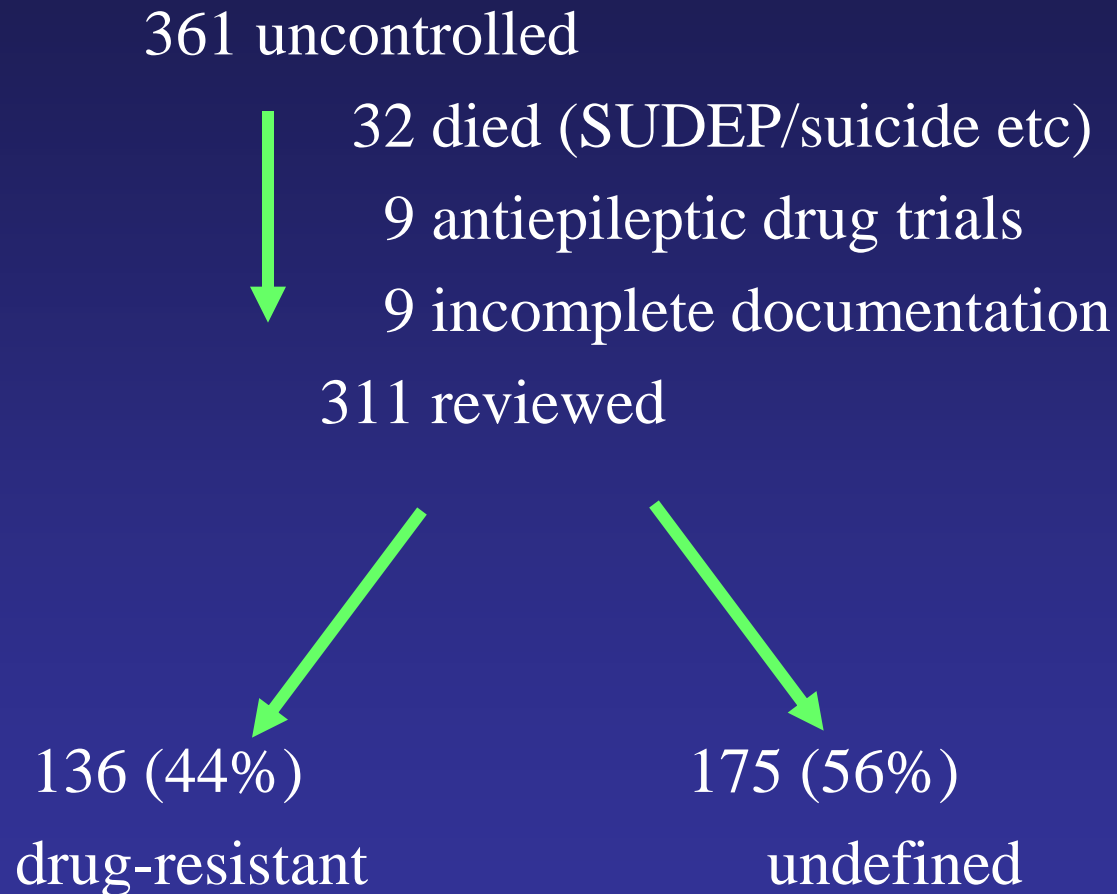 361 uncontrolled
32 died (SUDEP/suicide etc)
9 antiepileptic drug trials
9 incomplete documentation
311 reviewed
136 (44%) 175 (56%)
drug-resistant undefined